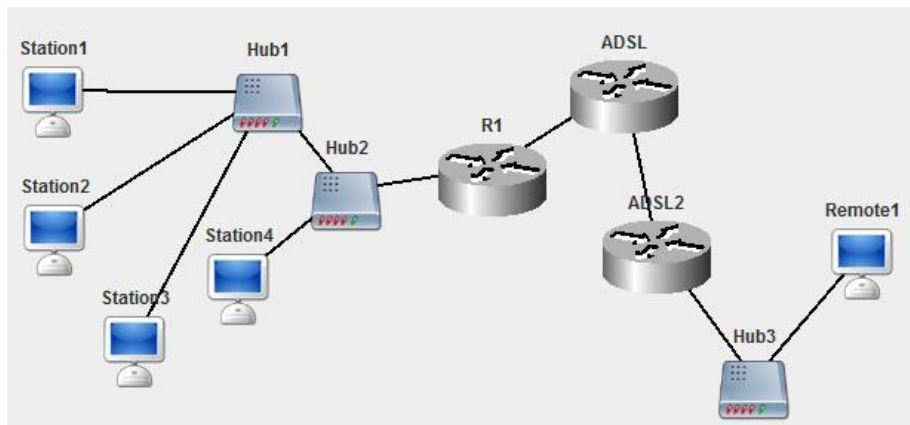 Station1
Hub1
ADSL
R1
Hub2
Station2
ADSL2
Remote1
Station4
Station3
Hub3